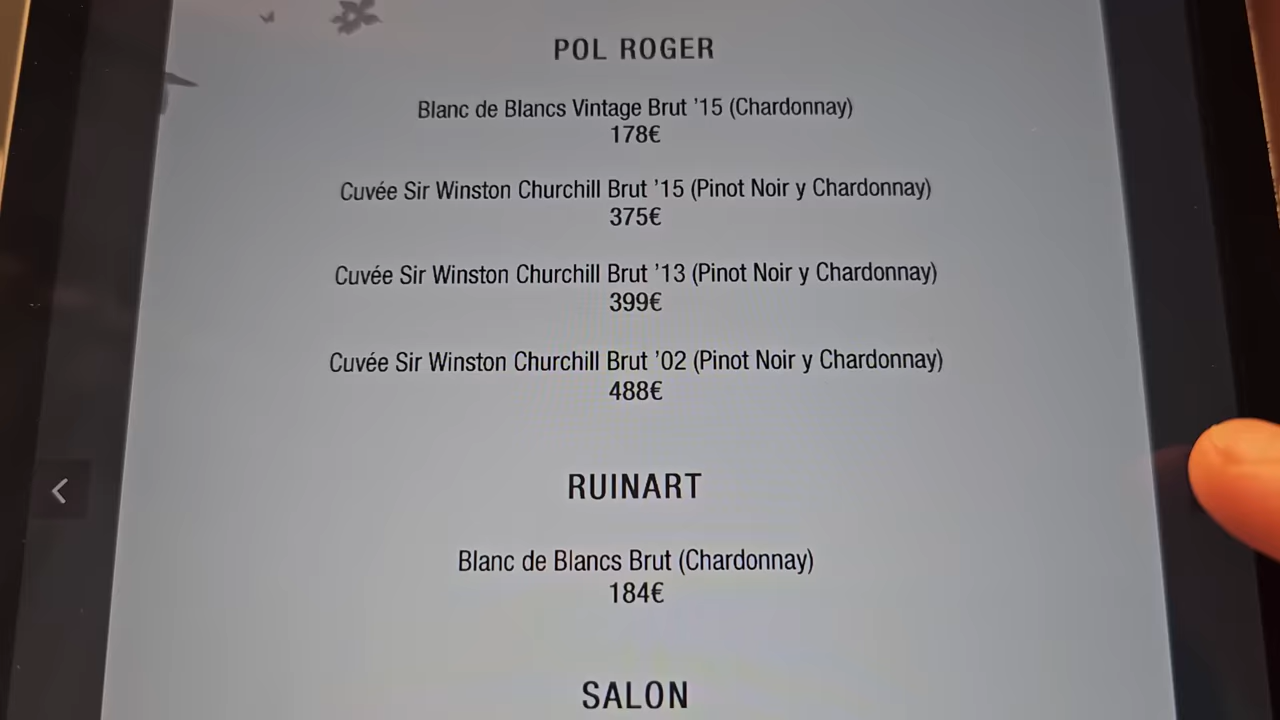 POL ROGER
Blanc de Blancs Vintage Brut '15 (Chardonnay)
178€
Cuvée Sir Winston Churchill Brut '15 (Pinot Noir y Chardonnay)
375€
Cuvée Sir Winston Churchill Brut '13 (Pinot Noir y Chardonnay)
399€
Cuvée Sir Winston Churchill Brut '02 (Pinot Noir y Chardonnay)
488€
RUINART
Blanc de Blancs Brut (Chardonnay)
184€
SALON